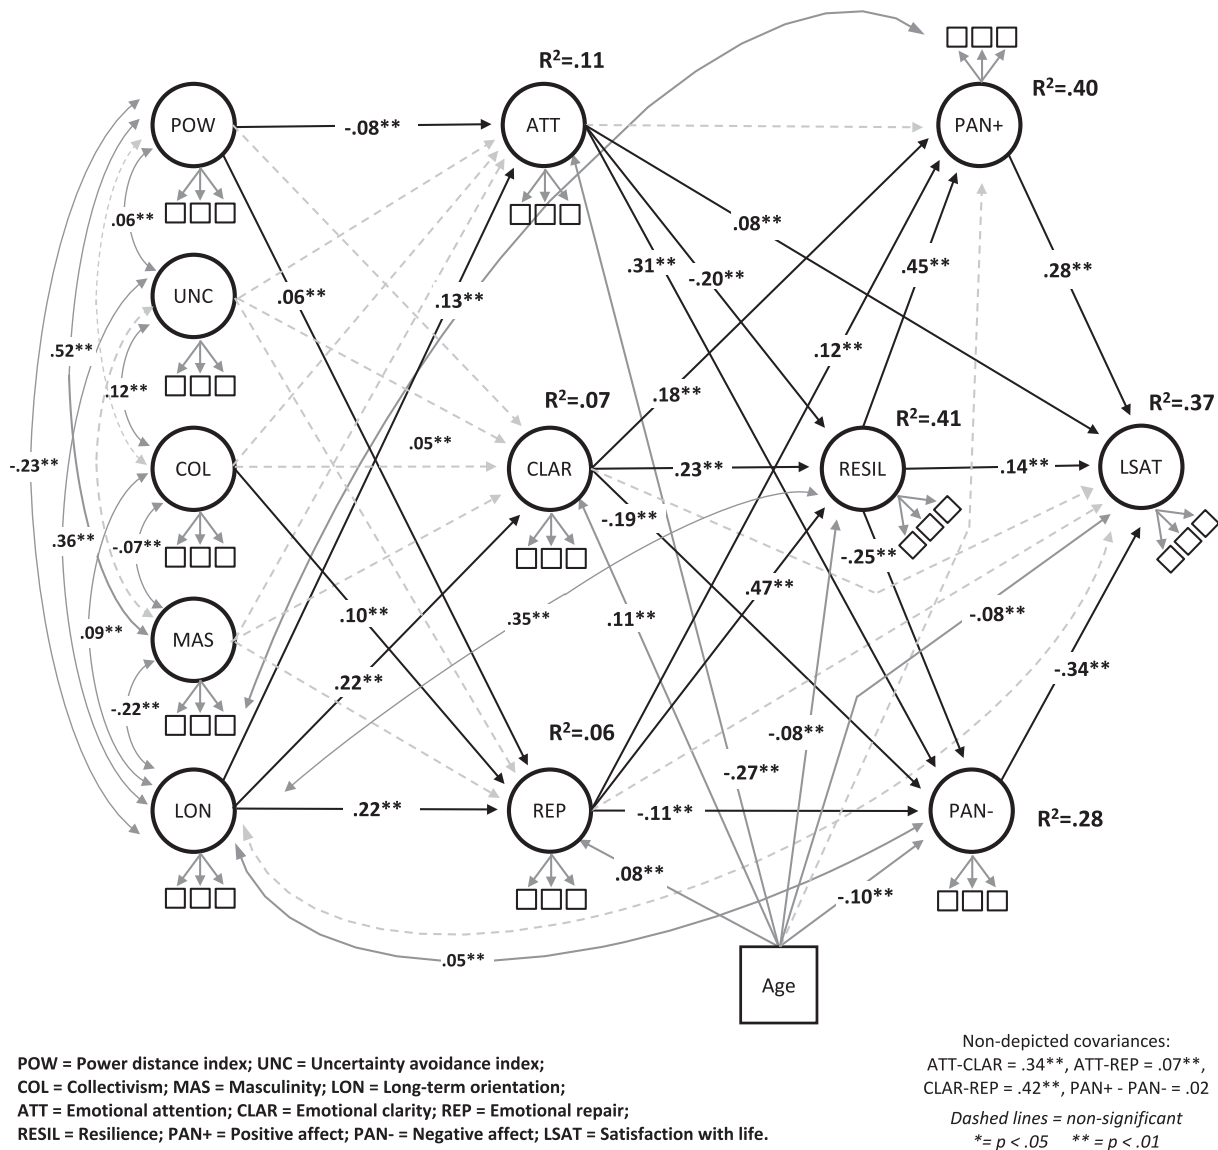 R²=.11
R²=.40
POW
-.08**
ATT
PAN+
.06**
.08**
.31**
-.20**
.45**
.28**
UNC
.06**
.13**
.52**
.12**
.12**
.18**
R²=.07
R²=.41
R²=.37
-.23**
COL
.05**
CLAR
.23**
RESIL
.14**
LSAT
-.19**
.36**
-.07**
-.25**
.10**
.35**
.47**
.11**
-.08**
.09**
MAS
-.34**
.22**
-.22**
R²=.06
-.08**
-.27**
LON
.22**
REP
-.11**
PAN-
R²=.28
.08**
-.10**
.05**
Age
POW = Power distance index; UNC = Uncertainty avoidance index;
COL = Collectivism; MAS = Masculinity; LON = Long-term orientation;
ATT = Emotional attention; CLAR = Emotional clarity; REP = Emotional repair;
RESIL = Resilience; PAN+ = Positive affect; PAN- = Negative affect; LSAT = Satisfaction with life.
Non-depicted covariances:
ATT-CLAR = .34**, ATT-REP = .07**,
CLAR-REP = .42**, PAN+ - PAN- = .02
Dashed lines = non-significant
*= p < .05 ** = p < .01